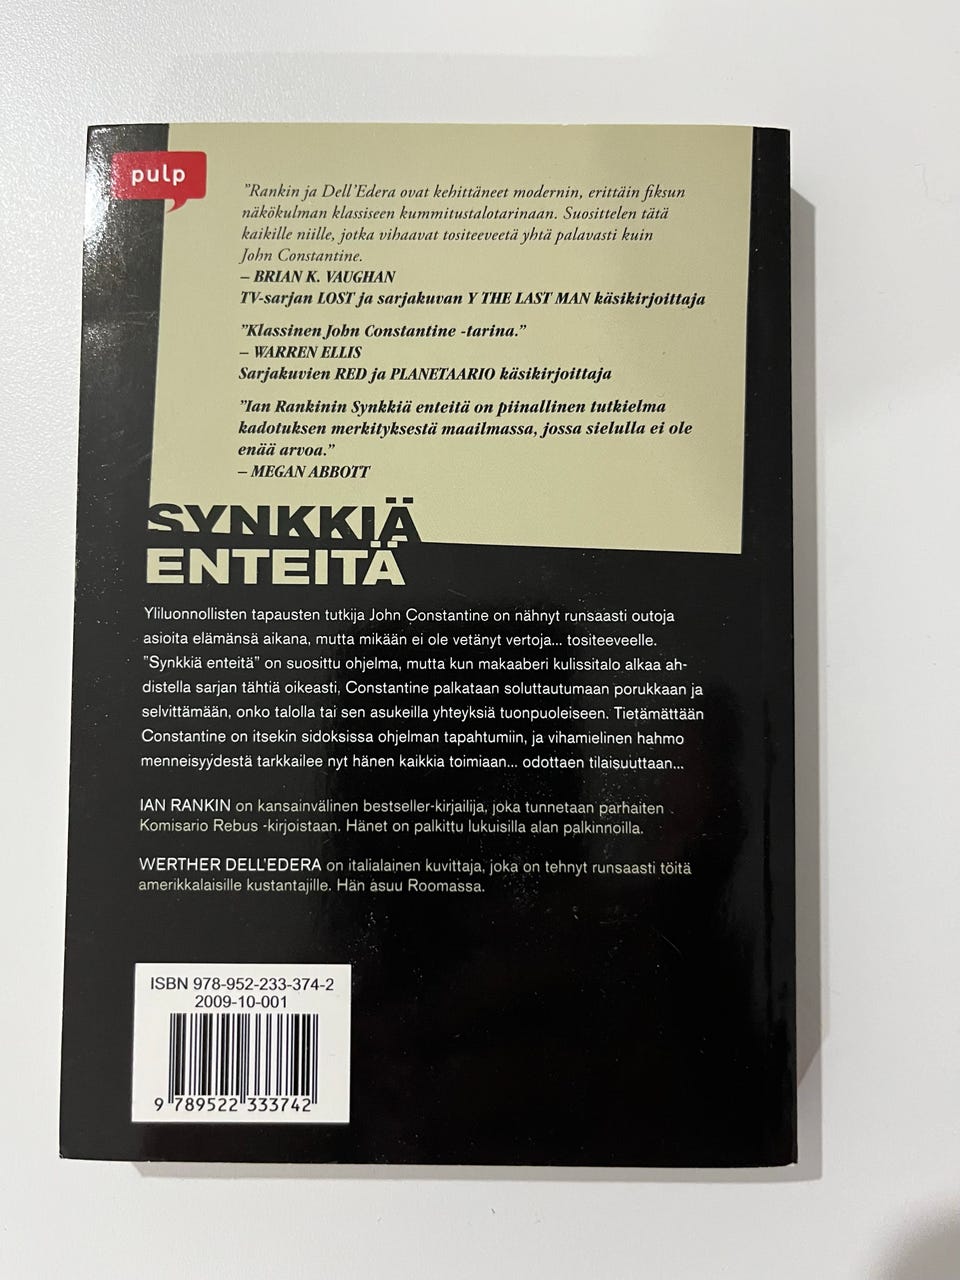 pulp
"Rankin ja Dell'Edera ovat kehittäneet modernin, erittäin fiksun
näkökulman klassiseen kummitustalotarinaan. Suosittelen tätä
kaikille niille, jotka vihaavat tositeeveetä yhtä palavasti kuin
John Constantine.
– BRIAN K. VAUGHAN
TV-sarjan LOST ja sarjakuvan Y THE LAST MAN käsikirjoittaja
"Klassinen John Constantine -tarina."
– WARREN ELLIS
Sarjakuvien RED ja PLANETAARIO käsikirjoittaja
"Ian Rankinin Synkkiä enteitä on piinallinen tutkielma
kadotuksen merkityksestä maailmassa, jossa sielulla ei ole
enää arvoa."
– MEGAN ABBOTT
SYNKKIÄ
ENTEITÄ
Yliluonnollisten tapausten tutkija John Constantine on nähnyt runsaasti outoja
asioita elämänsä aikana, mutta mikään ei ole vetänyt vertoja... tositeeveelle.
"Synkkiä enteitä" on suosittu ohjelma, mutta kun makaaberi kulissitalo alkaa ah-
distella sarjan tähtiä oikeasti, Constantine palkataan soluttautumaan porukkaan ja
selvittämään, onko talolla tai sen asukeilla yhteyksiä tuonpuoleiseen. Tietämättään
Constantine on itsekin sidoksissa ohjelman tapahtumiin, ja vihamielinen hahmo
menneisyydestä tarkkailee nyt hänen kaikkia toimiaan... odottaen tilaisuuttaan...
IAN RANKIN on kansainvälinen bestseller-kirjailija, joka tunnetaan parhaiten
Komisario Rebus -kirjoistaan. Hänet on palkittu lukuisilla alan palkinnoilla.
WERTHER DELL'EDERA on italialainen kuvittaja, joka on tehnyt runsaasti töitä
amerikkalaisille kustantajille. Hän asuu Roomassa.
ISBN 978-952-233-374-2
2009-10-001
9 789522 333742